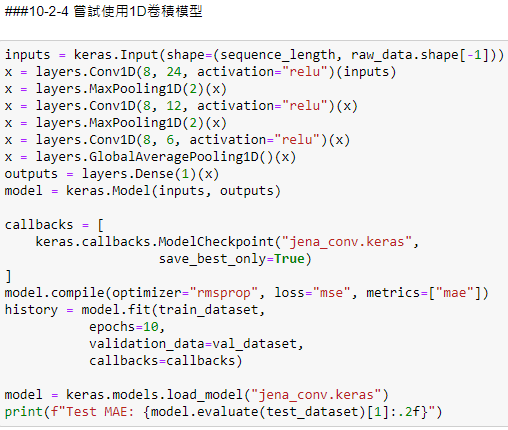 ###10-2-4 嘗試使用1D卷積模型
inputs = keras.Input(shape=(sequence_length, raw_data.shape[-1]))
x = layers.Conv1D(8, 24, activation="relu")(inputs)
x = layers.MaxPooling1D(2)(x)
x = layers.Conv1D(8, 12, activation="relu")(x)
x = layers.MaxPooling1D(2)(x)
x = layers.Conv1D(8, 6, activation="relu")(x)
x = layers.GlobalAveragePooling1D()(x)
outputs = layers.Dense(1)(x)
model = keras.Model(inputs, outputs)

callbacks = [
    keras.callbacks.ModelCheckpoint("jena_conv.keras",
                    save_best_only=True)
]
model.compile(optimizer="rmsprop", loss="mse", metrics=["mae"])
history = model.fit(train_dataset,
           epochs=10,
           validation_data=val_dataset,
           callbacks=callbacks)

model = keras.models.load_model("jena_conv.keras")
print(f"Test MAE: {model.evaluate(test_dataset)[1]:.2f}")